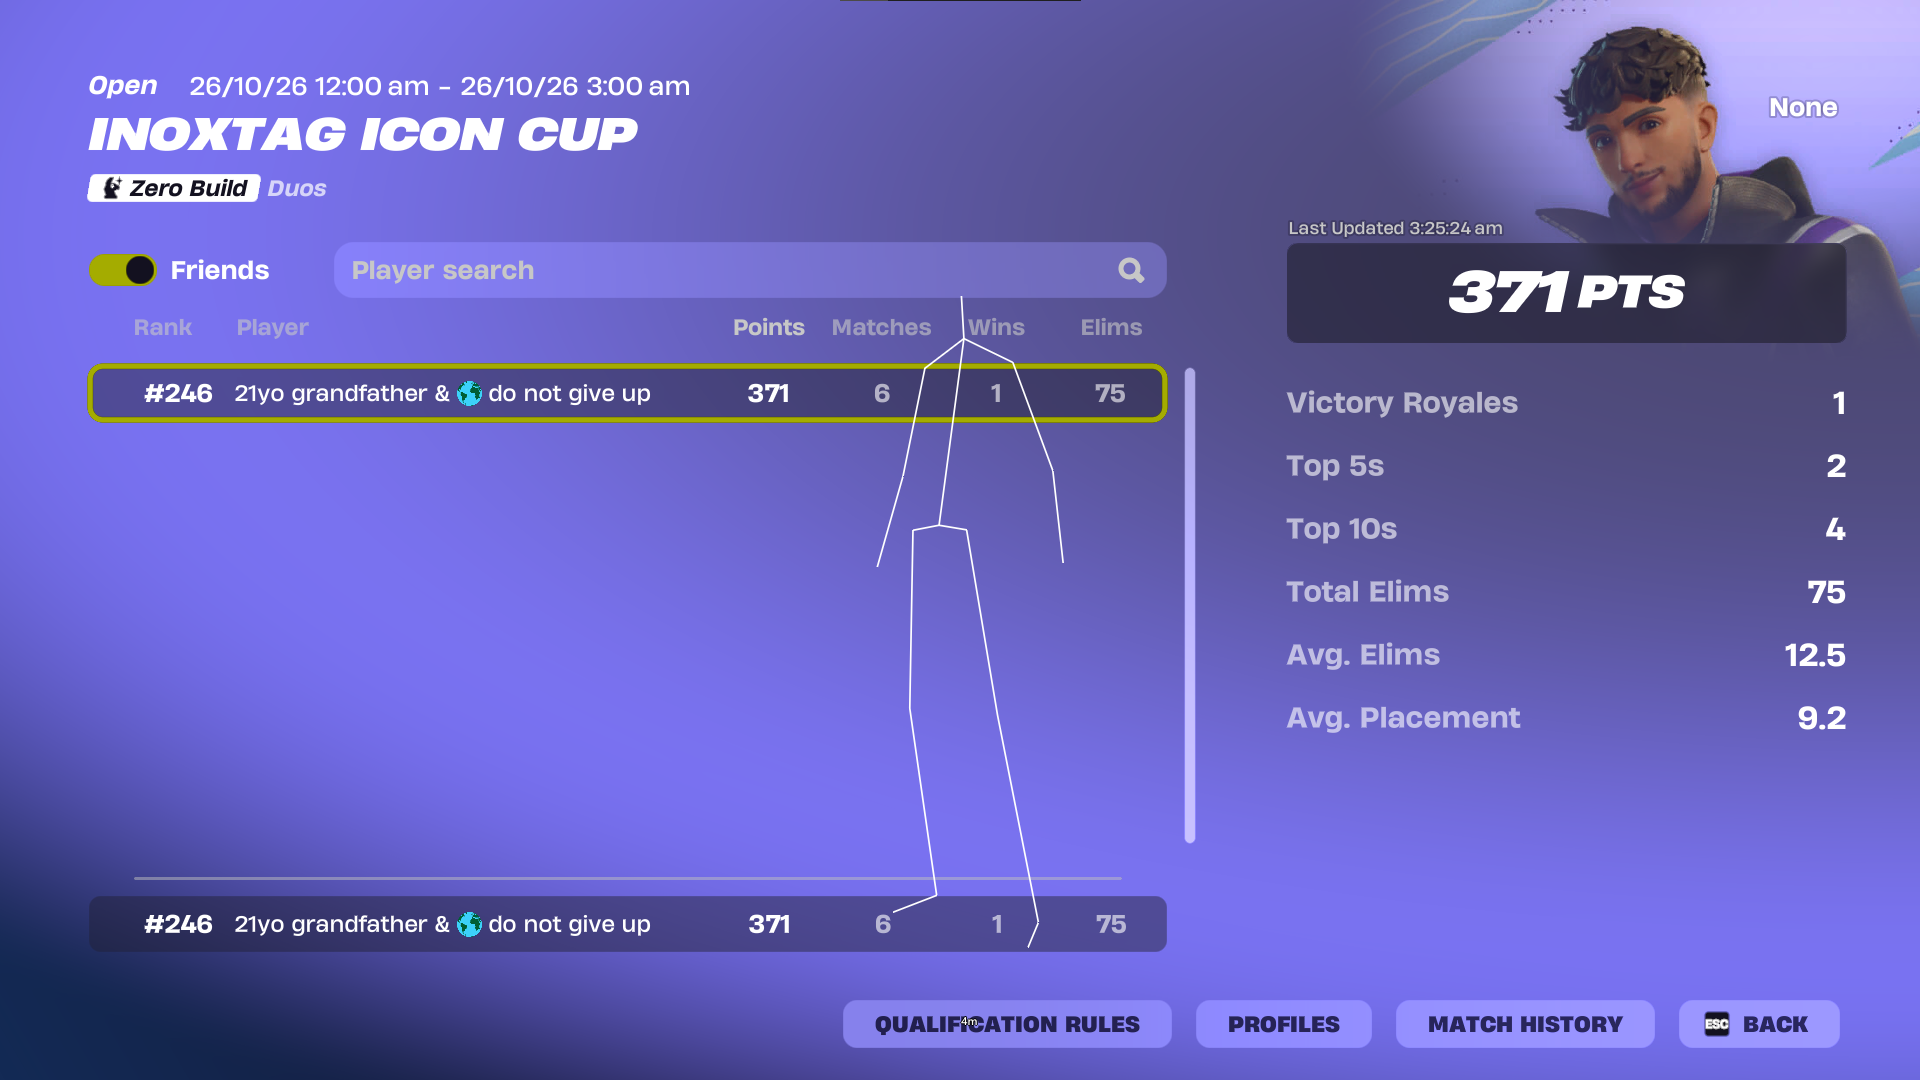 Open 26/10/26 12:00 am - 26/10/26 3:00 am
INOXTAG ICON CUP
Zero Build Duos
None
Friends Player search
Last Updated 3:25:24 am
371 PTS
Rank Player Points Matches Wins Elims
#246 21yo grandfather & 🌎 do not give up 371 6 1 75
Victory Royales 1
Top 5s 2
Top 10s 4
Total Elims 75
Avg. Elims 12.5
Avg. Placement 9.2
#246 21yo grandfather & 🌎 do not give up 371 6 1 75
QUALIFICATION RULES PROFILES MATCH HISTORY ESC BACK
4m